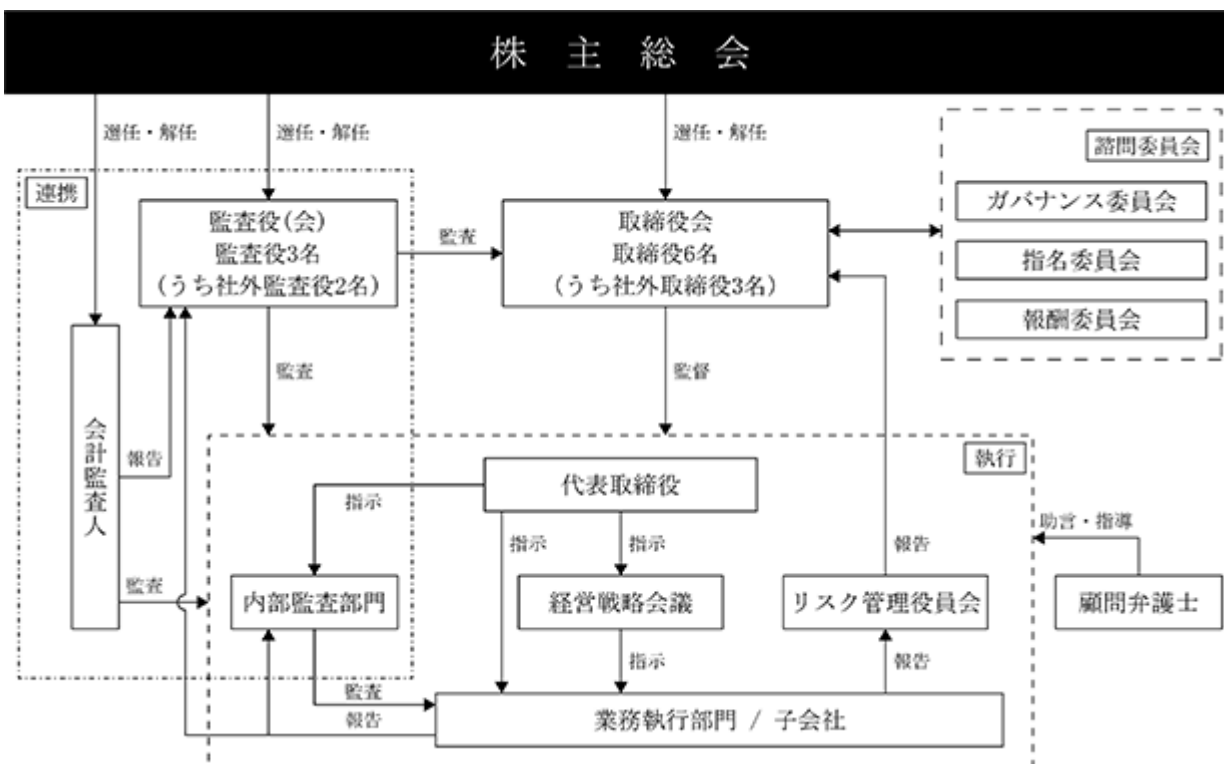 株主総会
選任・解任
選任・解任
選任・解任
諮問委員会
連携
監査役(会)
監査役3名
(うち社外監査役2名)
監査
取締役会
取締役6名
(うち社外取締役3名)
ガバナンス委員会
指名委員会
報酬委員会
監査
監督
会計監査人
報告
監査
執行
代表取締役
指示
指示
指示
報告
助言・指導
内部監査部門
経営戦略会議
リスク管理役員会
顧問弁護士
指示
報告
監査
報告
業務執行部門 / 子会社